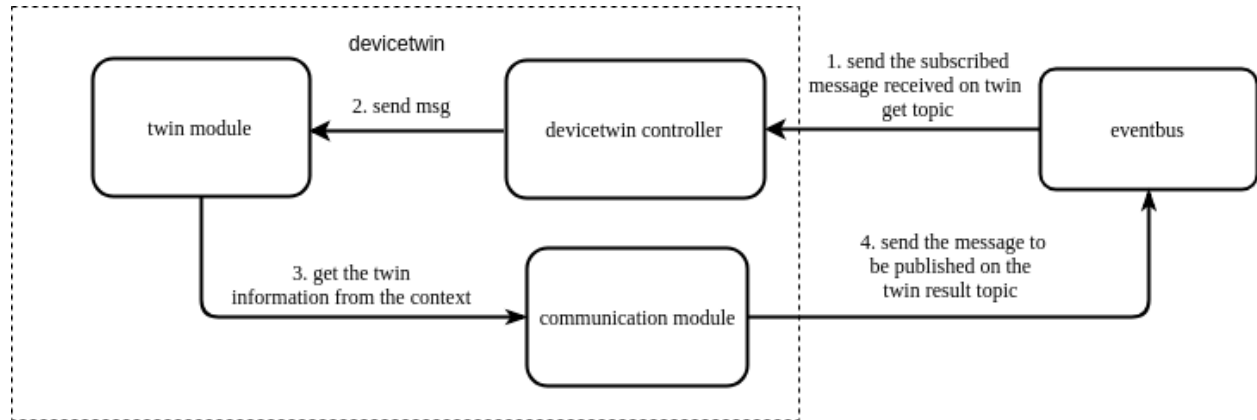 devicetwin
twin module
2. send msg
devicetwin controller
1. send the subscribed
message received on twin
get topic
eventbus
3. get the twin
information from the context
communication module
4. send the message to
be published on the
twin result topic